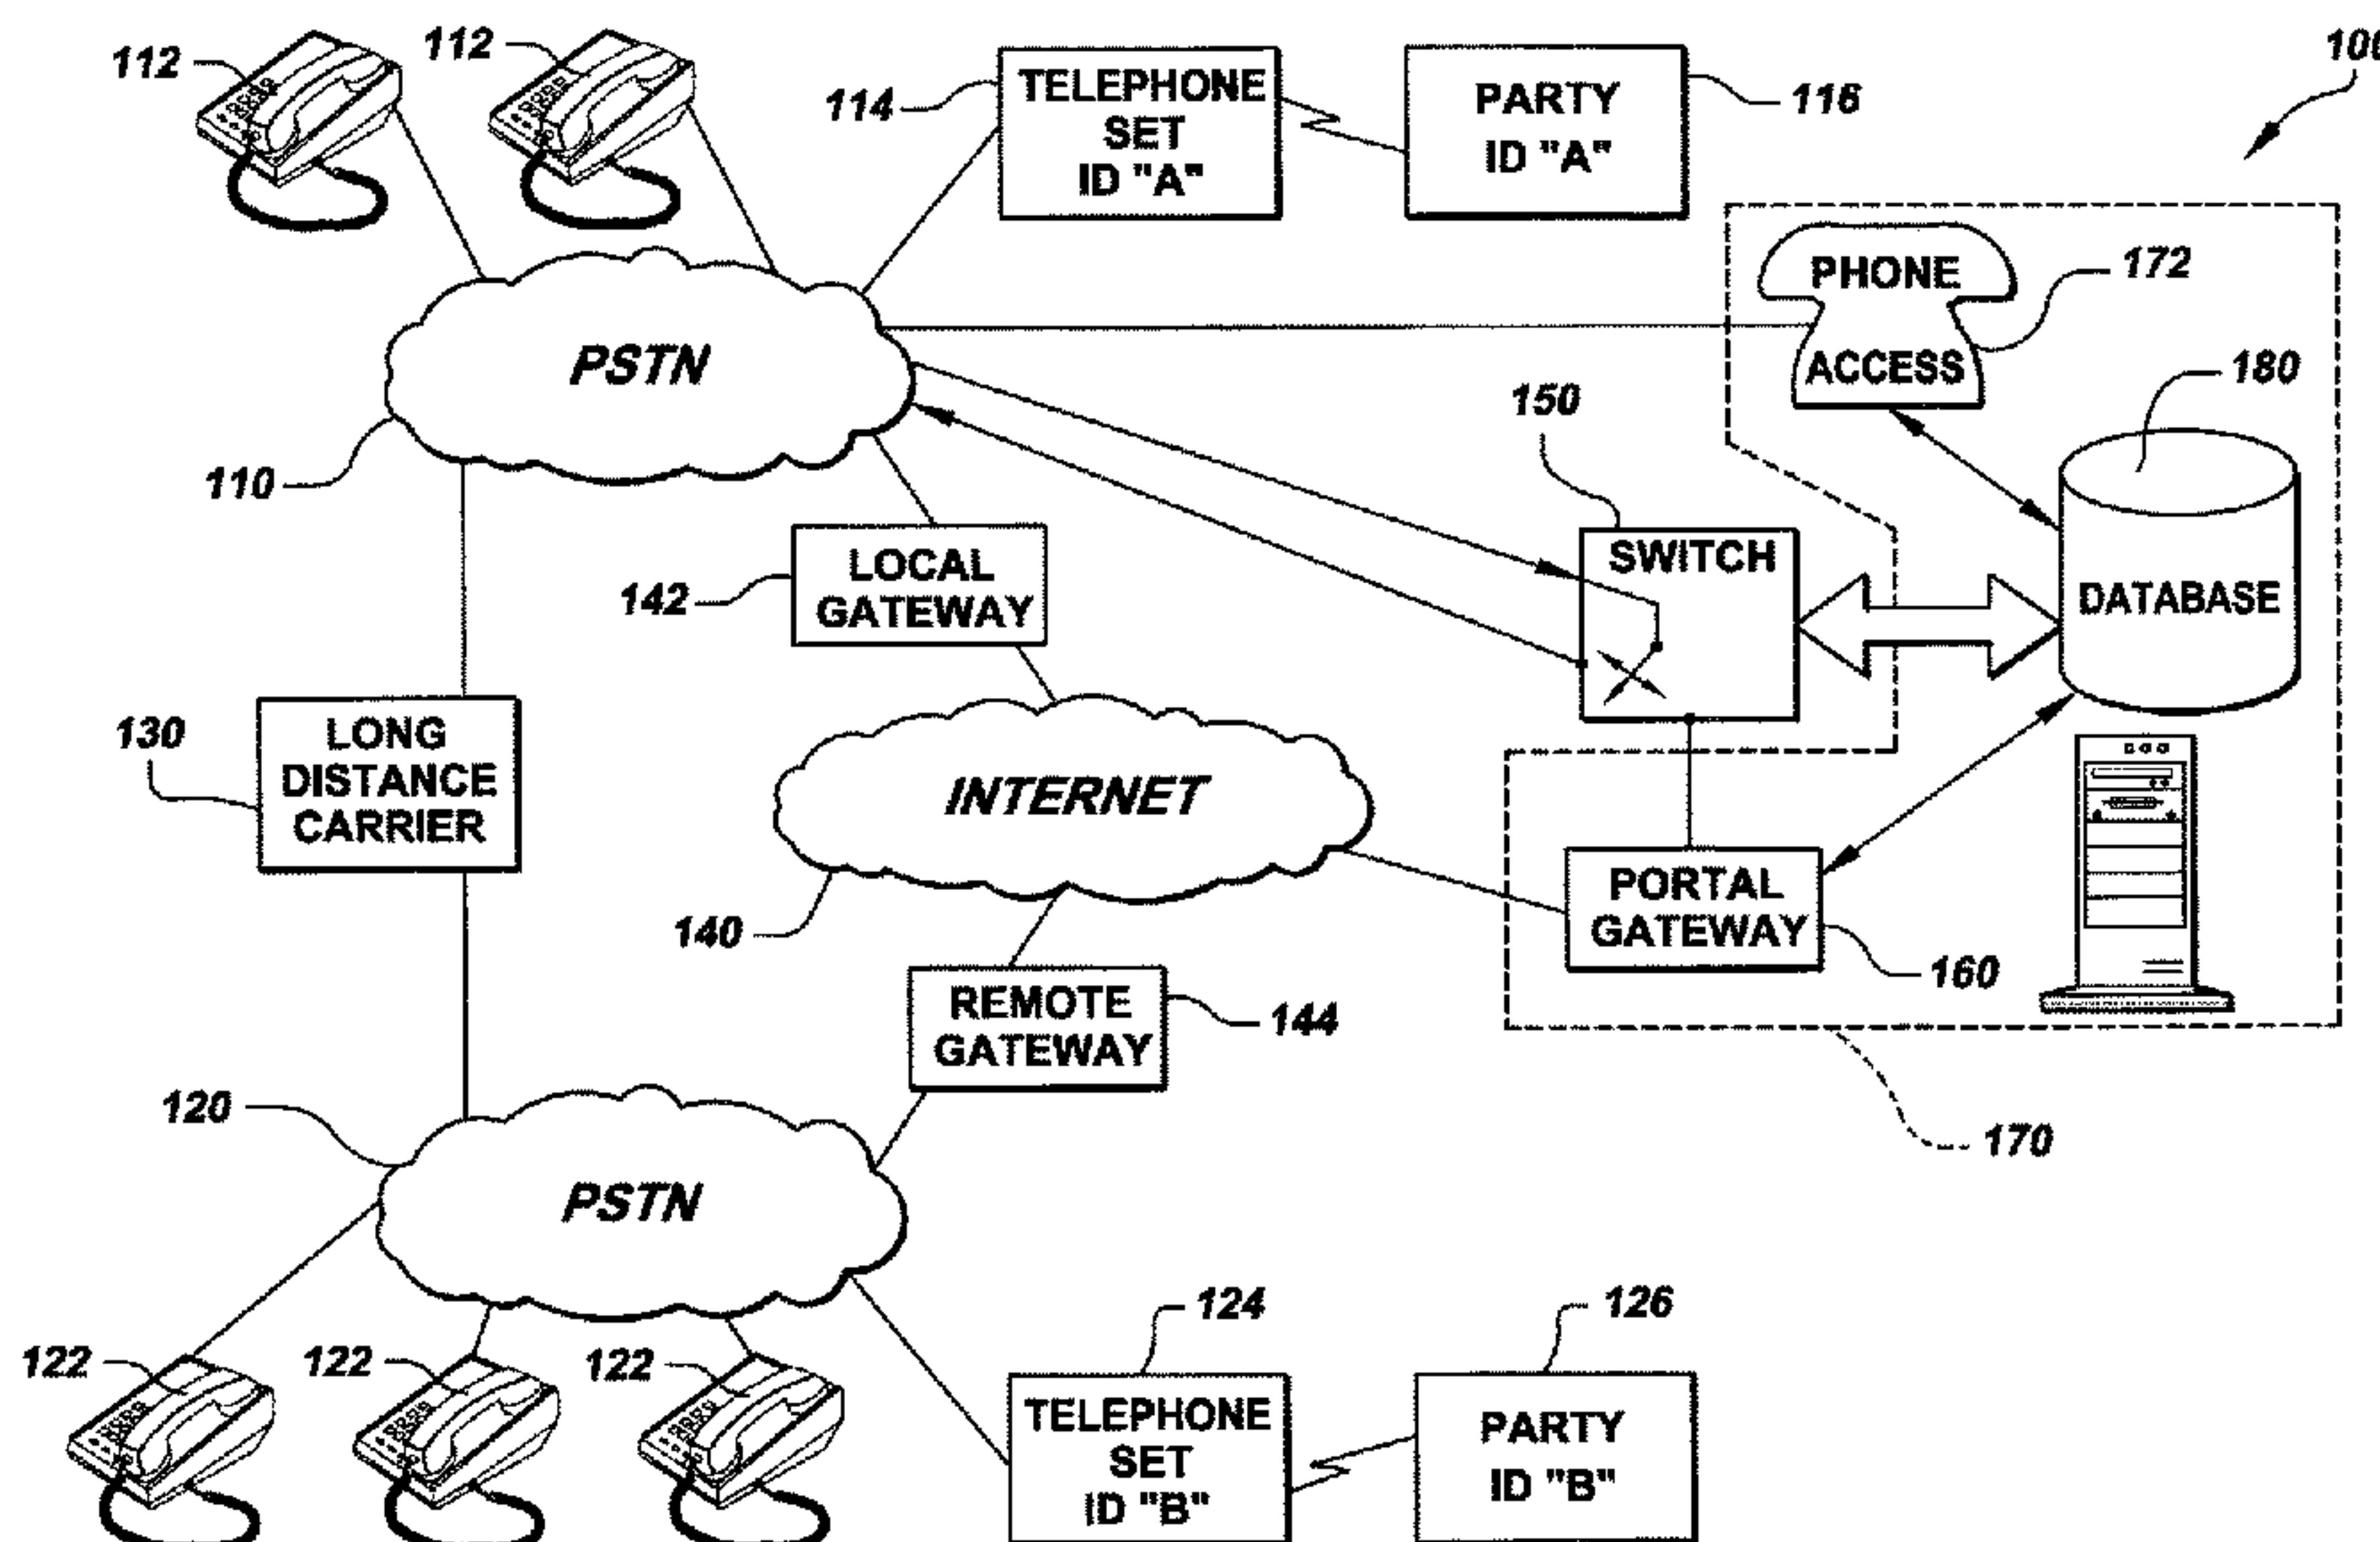 112
112
114
TELEPHONE
SET
ID "A"
PARTY
ID "A"
116
PHONE
ACCESS
172
PSTN
110
150
SWITCH
180
DATABASE
LOCAL
GATEWAY
142
130
LONG
DISTANCE
CARRIER
INTERNET
140
PORTAL
GATEWAY
160
REMOTE
GATEWAY
144
170
120
PSTN
122
122
122
124
TELEPHONE
SET
ID "B"
126
PARTY
ID "B"